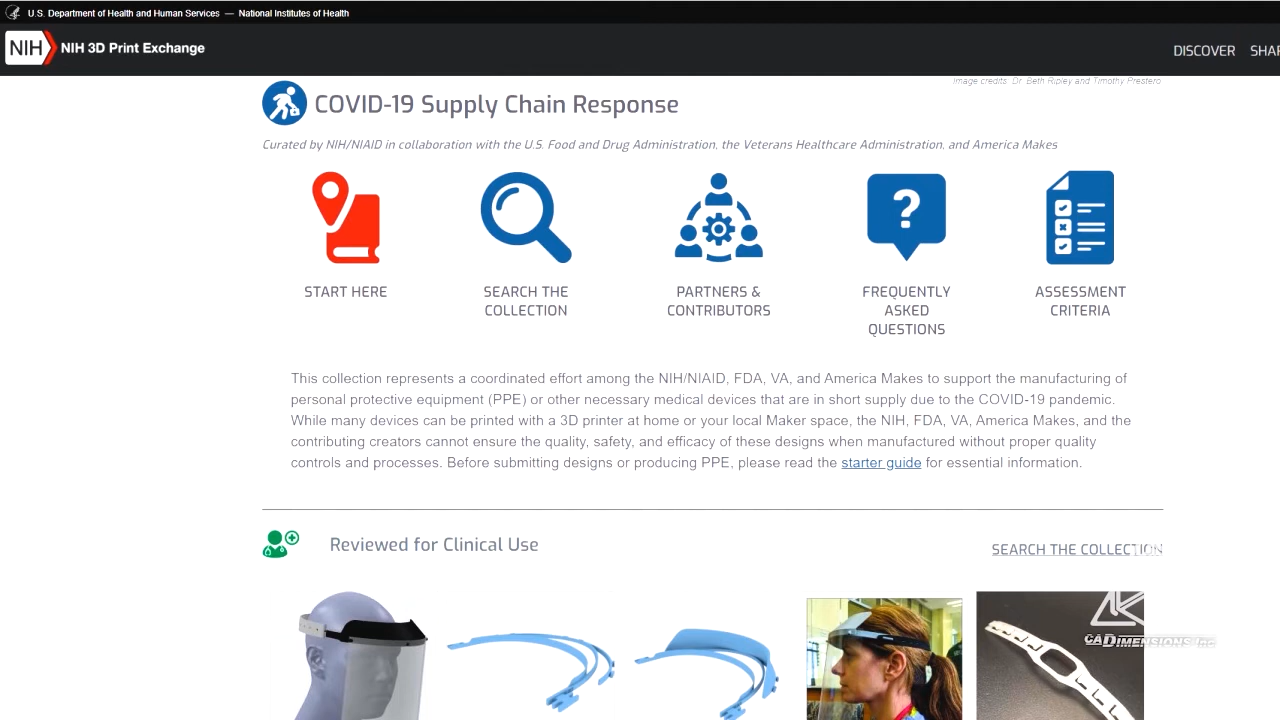 U.S. Department of Health and Human Services — National Institutes of Health
NIH NIH 3D Print Exchange
DISCOVER SHAR
Image credits: Dr. Beth Ripley and Timothy Prestero
COVID-19 Supply Chain Response
Curated by NIH/NIAID in collaboration with the U.S. Food and Drug Administration, the Veterans Healthcare Administration, and America Makes
START HERE
SEARCH THE
COLLECTION
PARTNERS &
CONTRIBUTORS
FREQUENTLY
ASKED
QUESTIONS
ASSESSMENT
CRITERIA
This collection represents a coordinated effort among the NIH/NIAID, FDA, VA, and America Makes to support the manufacturing of
personal protective equipment (PPE) or other necessary medical devices that are in short supply due to the COVID-19 pandemic.
While many devices can be printed with a 3D printer at home or your local Maker space, the NIH, FDA, VA, America Makes, and the
contributing creators cannot ensure the quality, safety, and efficacy of these designs when manufactured without proper quality
controls and processes. Before submitting designs or producing PPE, please read the starter guide for essential information.
Reviewed for Clinical Use
SEARCH THE COLLECTION
CADIMENSIONS Inc